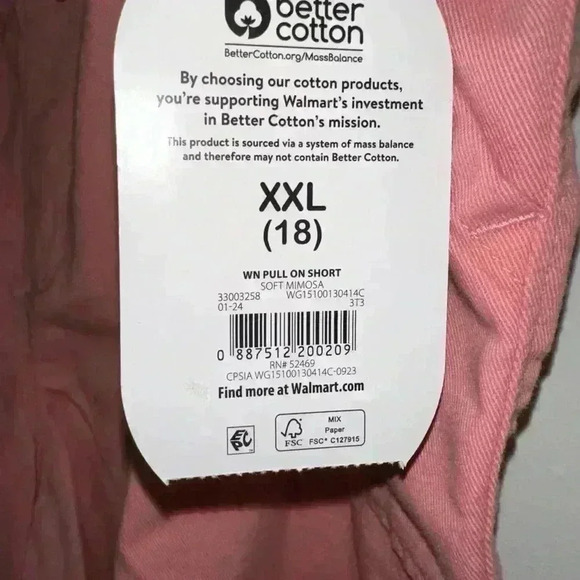 better
cotton
BetterCotton.org/MassBalance
By choosing our cotton products,
you're supporting Walmart's investment
in Better Cotton's mission.
This product is sourced via a system of mass balance
and therefore may not contain Better Cotton.
XXL
(18)
WN PULL ON SHORT
SOFT MIMOSA
33003258 WG15100130414C
01-24 3T3
0 887512 200209
RN# 52469
CPSIA WG15100130414C-0923
Find more at Walmart.com
FSC
MIX
Paper
FSC® C127915